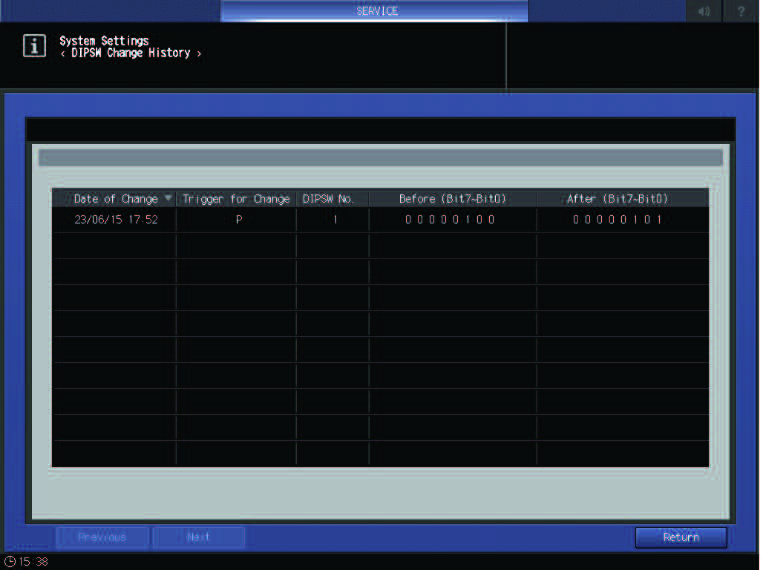 SERVICE
?
i
System Settings
< DIPSW Change History >
Date of Change ▼ Trigger for Change DIPSW No. Before (Bit7~Bit0) After (Bit7~Bit0)
23/06/15 17:52 P 1 0 0 0 0 0 1 0 0 0 0 0 0 0 1 0 1
Previous Next Return
15:38